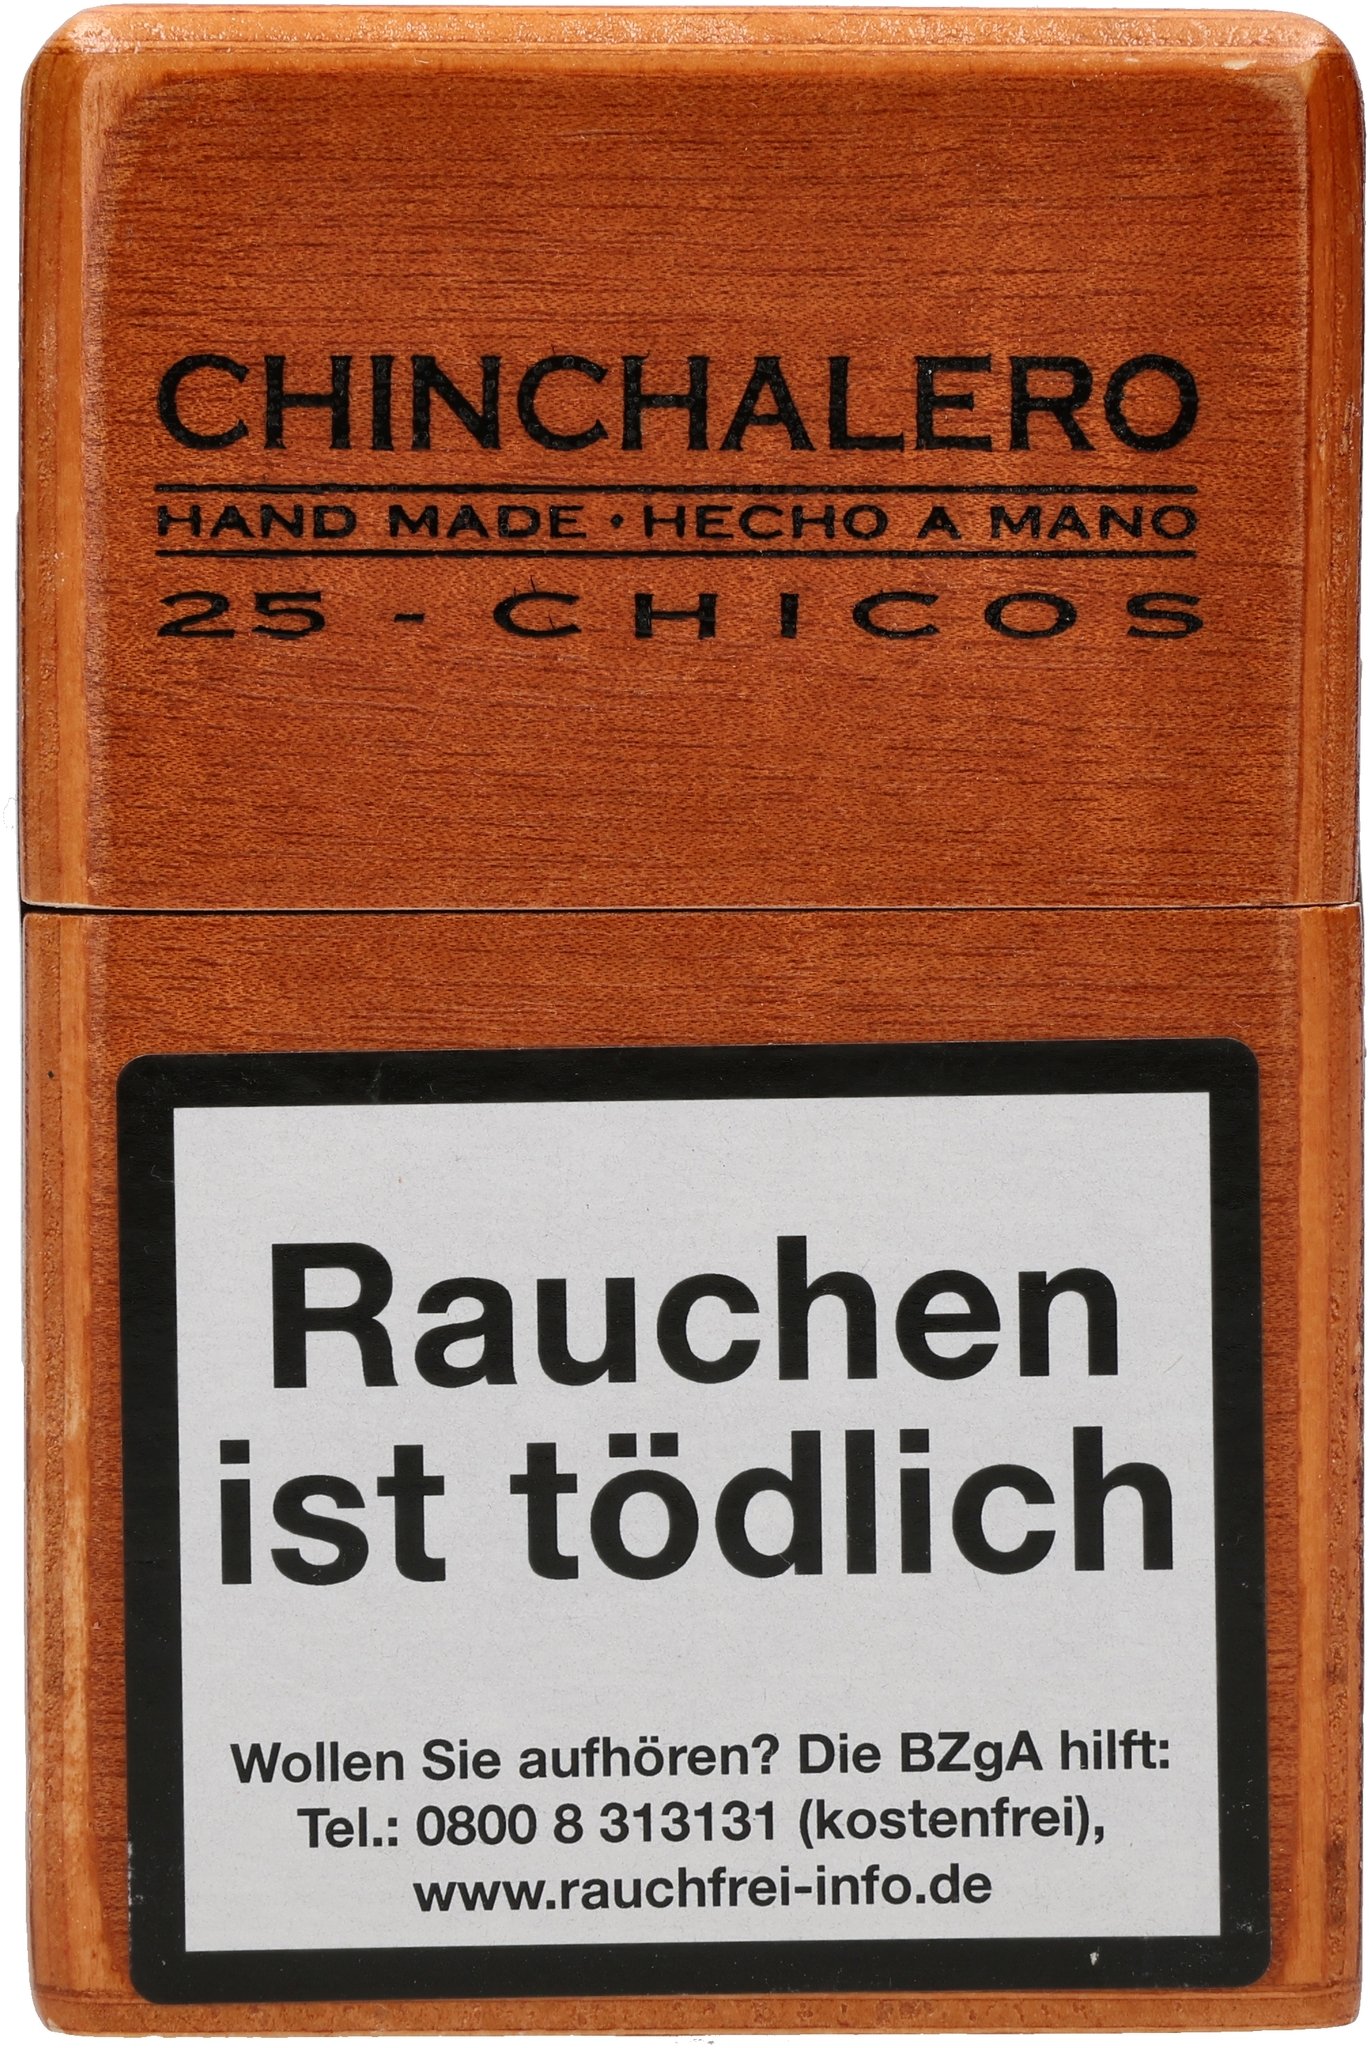 CHINCHALERO
HAND MADE · HECHO A MANO
25 - CHICOS
Rauchen
ist tödlich
Wollen Sie aufhören? Die BZgA hilft:
Tel.: 0800 8 313131 (kostenfrei),
www.rauchfrei-info.de